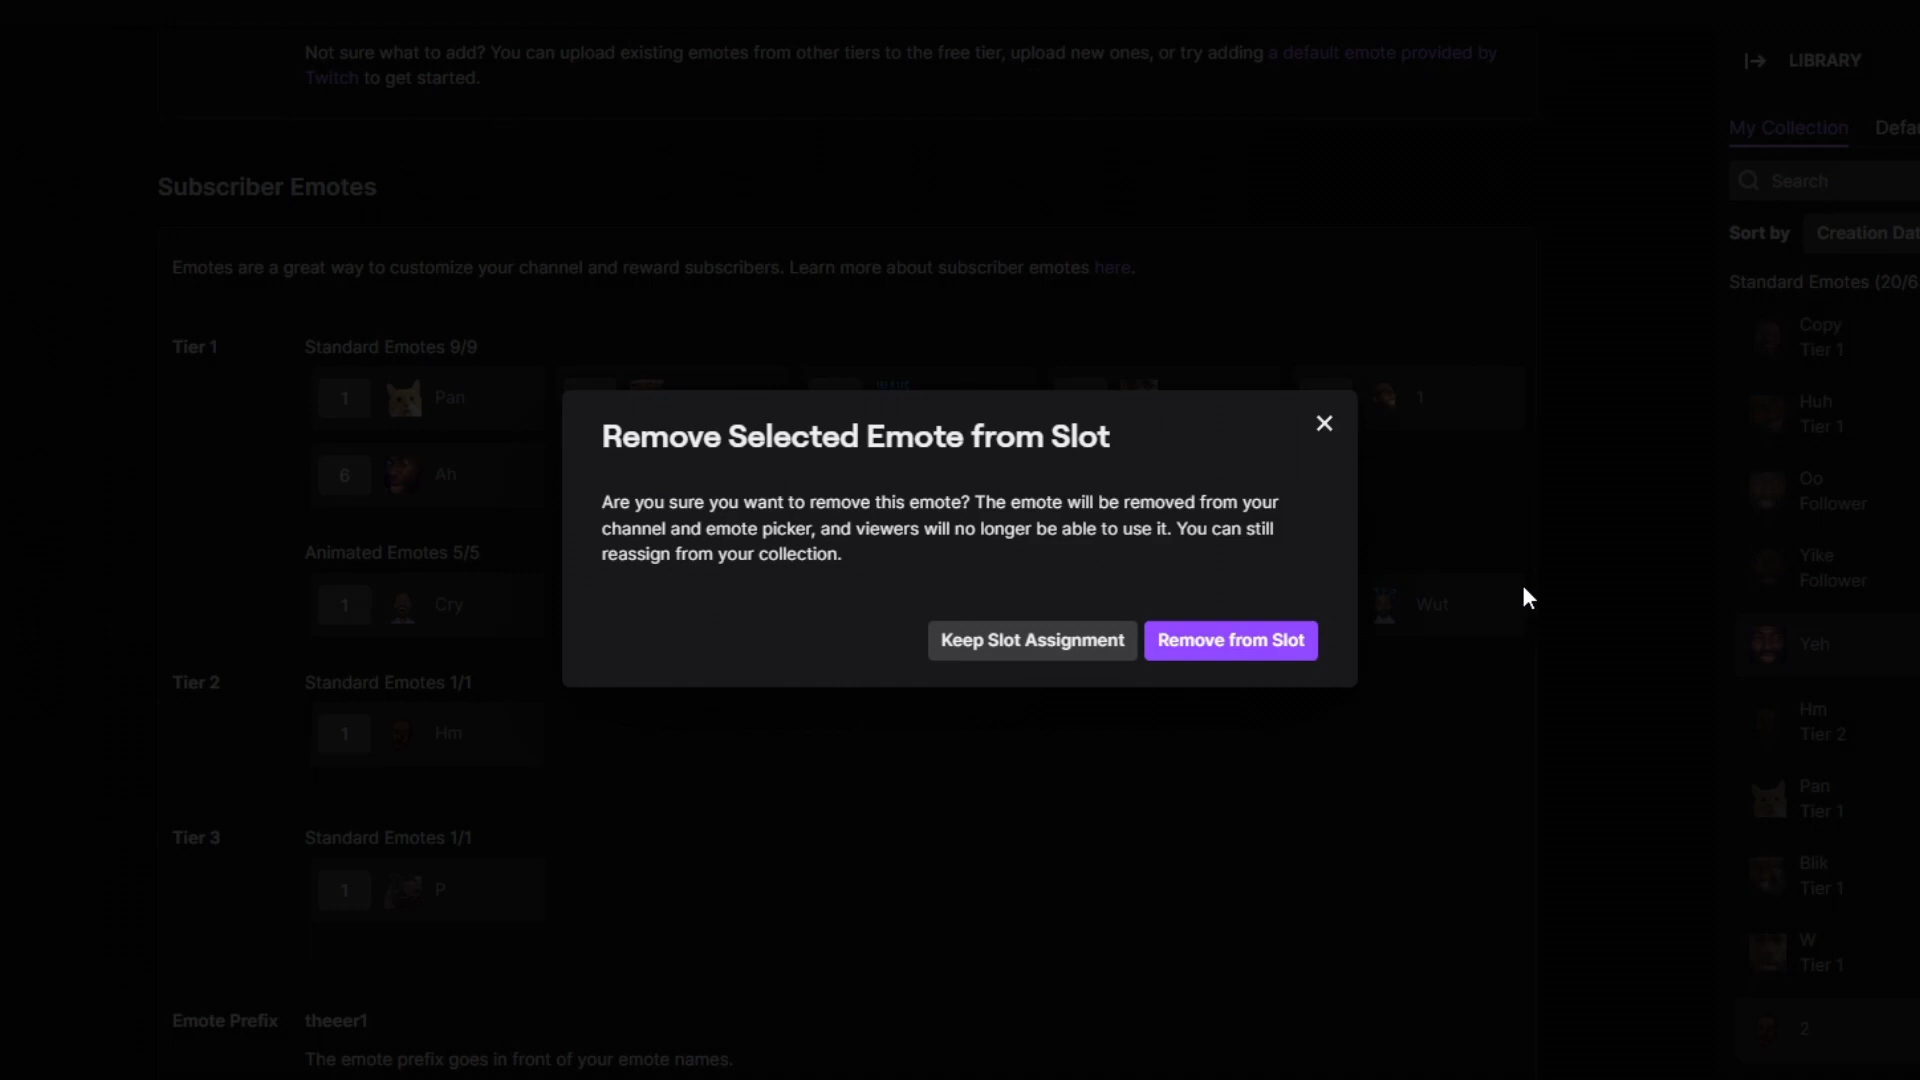 Not sure what to add? You can upload existing emotes from other tiers to the free tier, upload new ones, or try adding a default emote provided by
Twitch to get started.
LIBRARY
My Collection
Search
Subscriber Emotes
Sort by
Emotes are a great way to customize your channel and reward subscribers. Learn more about subscriber emotes here.
Standard Emotes (20/6
Copy
Tier 1
Tier 1
Standard Emotes 9/9
1
Pan
1
Huh
Tier 1
6
Ah
Oo
Follower
Remove Selected Emote from Slot
Are you sure you want to remove this emote? The emote will be removed from your
channel and emote picker, and viewers will no longer be able to use it. You can still
reassign from your collection.
Keep Slot Assignment
Remove from Slot
Animated Emotes 5/5
1
Cry
Wut
Yike
Follower
Yeh
Tier 2
Standard Emotes 1/1
1
Hm
Hm
Tier 2
Pan
Tier 1
Tier 3
Standard Emotes 1/1
1
P
Blik
Tier 1
W
Tier 1
Emote Prefix
theeer1
2
The emote prefix goes in front of your emote names.